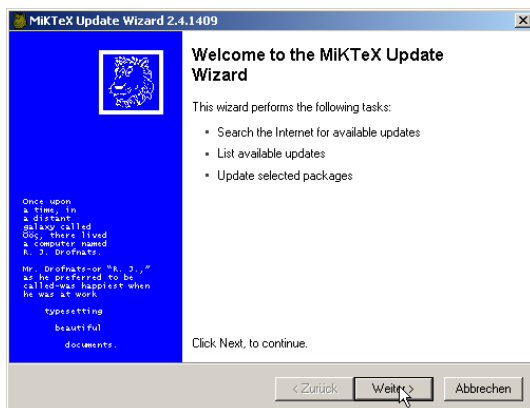 MiKTeX Update Wizard 2.4.1409
Welcome to the MiKTeX Update
Wizard
This wizard performs the following tasks:
• Search the Internet for available updates
• List available updates
• Update selected packages
Once upon
a time, in
a distant
galaxy called
Ööç, there lived
a computer named
R. J. Drofnats.
Mr. Drofnats-or "R. J.,"
as he preferred to be
called-was happiest when
he was at work
typesetting
beautiful
documents.
Click Next, to continue.
< Zurück Weiter > Abbrechen